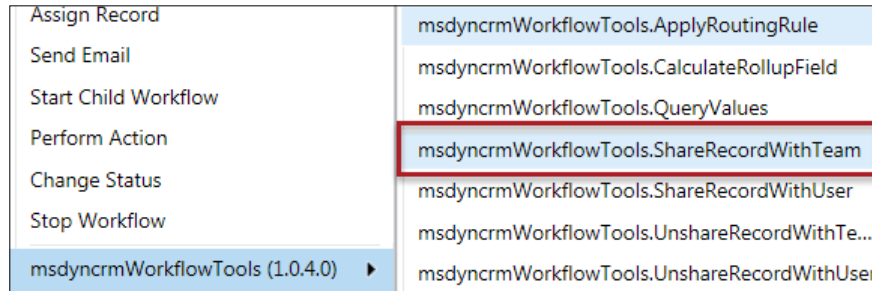 Assign Record
Send Email
Start Child Workflow
Perform Action
Change Status
Stop Workflow
msdyncrmWorkflowTools (1.0.4.0)
msdyncrmWorkflowTools.ApplyRoutingRule
msdyncrmWorkflowTools.CalculateRollupField
msdyncrmWorkflowTools.QueryValues
msdyncrmWorkflowTools.ShareRecordWithTeam
msdyncrmWorkflowTools.ShareRecordWithUser
msdyncrmWorkflowTools.UnshareRecordWithTe...
msdyncrmWorkflowTools.UnshareRecordWithUser